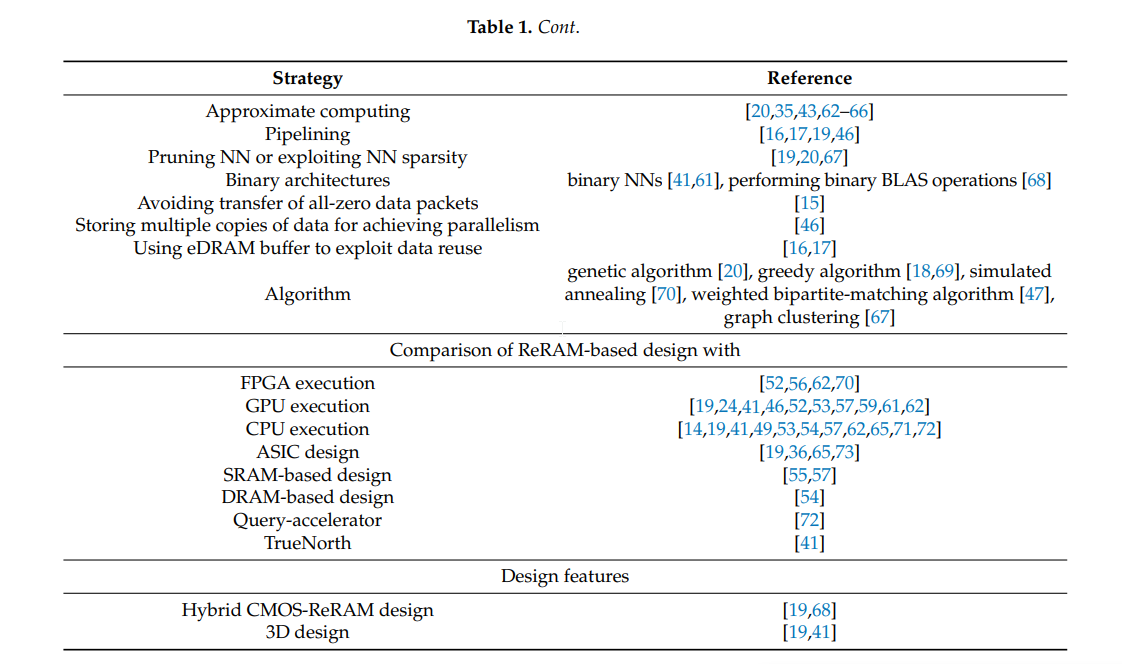 Table 1. Cont.
Strategy Reference
Approximate computing [20,35,43,62–66]
Pipelining [16,17,19,46]
Pruning NN or exploiting NN sparsity [19,20,67]
Binary architectures binary NNs [41,61], performing binary BLAS operations [68]
Avoiding transfer of all-zero data packets [15]
Storing multiple copies of data for achieving parallelism [46]
Using eDRAM buffer to exploit data reuse [16,17]
genetic algorithm [20], greedy algorithm [18,69], simulated
Algorithm annealing [70], weighted bipartite-matching algorithm [47],
graph clustering [67]
Comparison of ReRAM-based design with
FPGA execution [52,56,62,70]
GPU execution [19,24,41,46,52,53,57,59,61,62]
CPU execution [14,19,41,49,53,54,57,62,65,71,72]
ASIC design [19,36,65,73]
SRAM-based design [55,57]
DRAM-based design [54]
Query-accelerator [72]
TrueNorth [41]
Design features
Hybrid CMOS-ReRAM design [19,68]
3D design [19,41]